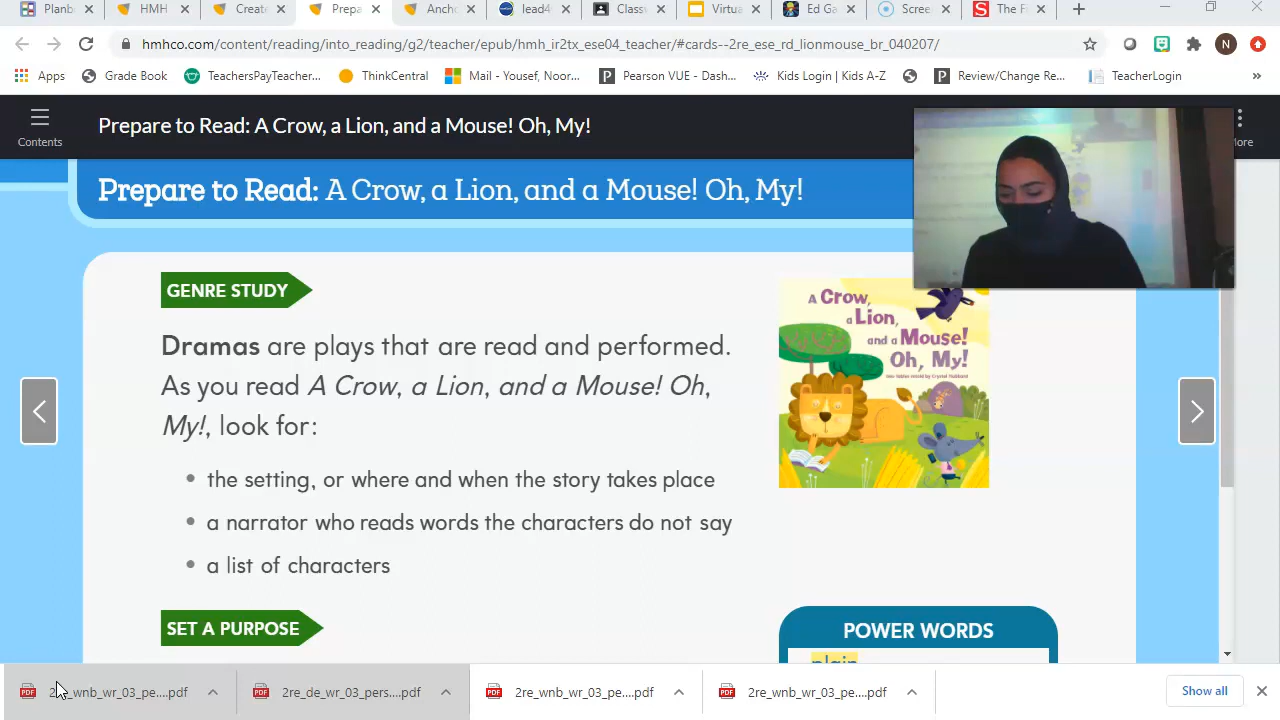 Planb
HMH
Create
Prepa
Ancho
lead4
Classw
Virtua
Ed Ga
Scree
The F
hmhco.com/content/reading/into_reading/g2/teacher/epub/hmh_ir2tx_ese04_teacher/#cards--2re_ese_rd_lionmouse_br_040207/
N
Apps
Grade Book
TeachersPayTeacher...
ThinkCentral
Mail - Yousef, Noor...
Pearson VUE - Dash...
Kids Login | Kids A-Z
Review/Change Re...
TeacherLogin
Contents
Prepare to Read: A Crow, a Lion, and a Mouse! Oh, My!
More
Prepare to Read: A Crow, a Lion, and a Mouse! Oh, My!
GENRE STUDY
Dramas are plays that are read and performed.
As you read A Crow, a Lion, and a Mouse! Oh,
My!, look for:
• the setting, or where and when the story takes place
• a narrator who reads words the characters do not say
• a list of characters
A Crow,
a Lion,
and a Mouse!
Oh, My!
SET A PURPOSE
POWER WORDS
plain
2re_wnb_wr_03_pe....pdf
2re_de_wr_03_pers....pdf
2re_wnb_wr_03_pe....pdf
2re_wnb_wr_03_pe....pdf
Show all